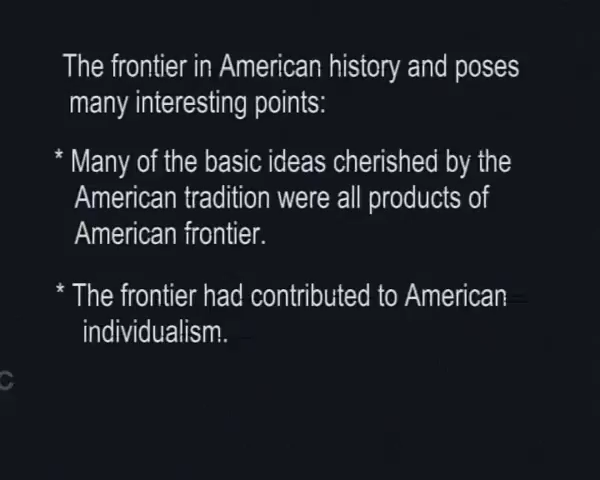 The frontier in American history and poses
many interesting points:
* Many of the basic ideas cherished by the
American tradition were all products of
American frontier.
* The frontier had contributed to American
individualism.
C